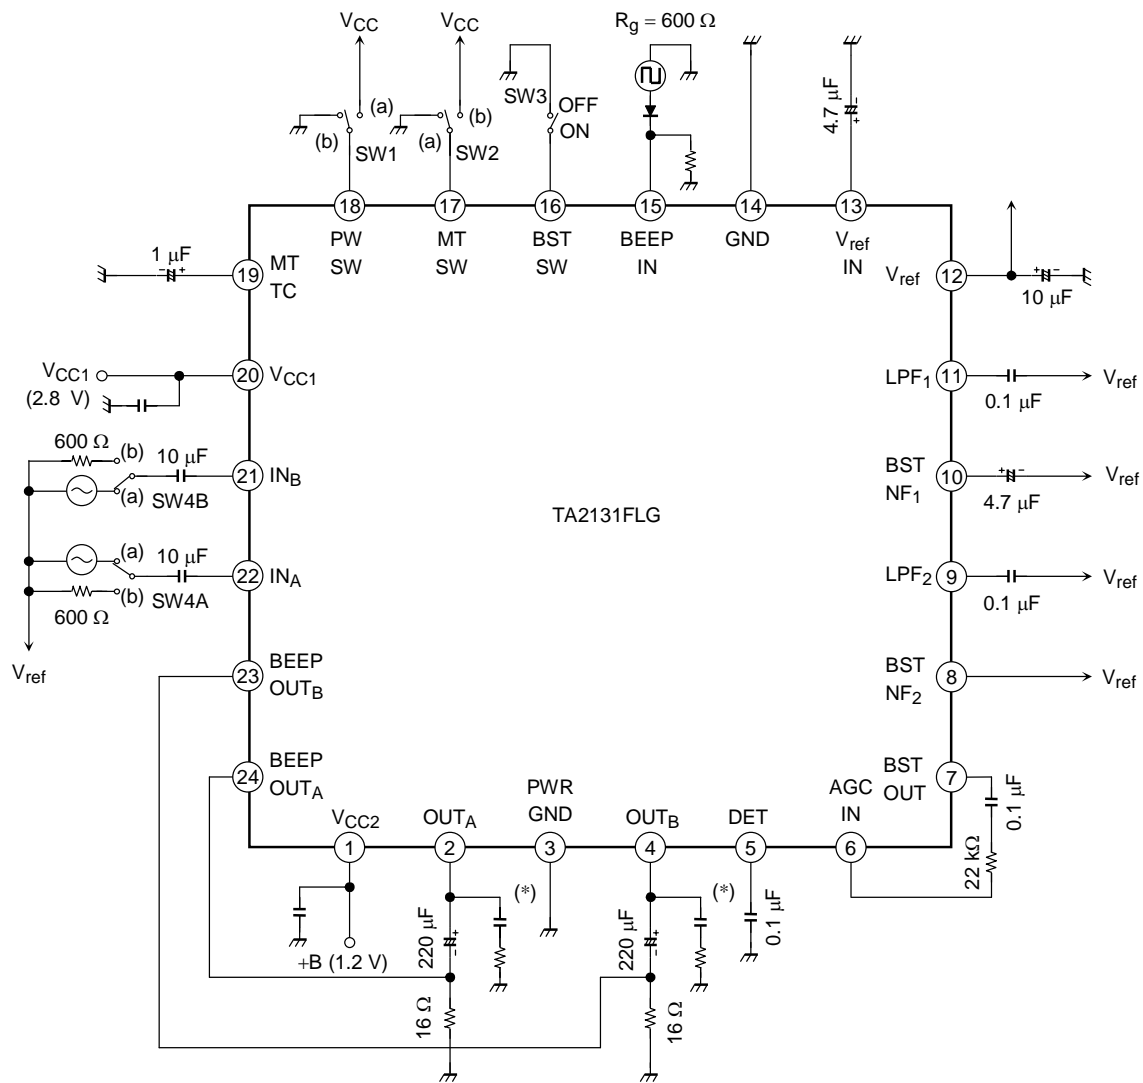 V_CC
V_CC
R_g = 600 Ω
SW3
OFF
ON
4.7 μF
+ -
(a)
(b)
SW1
(b)
(a)
SW2
18
17
16
15
14
13
PW
SW
MT
SW
BST
SW
BEEP
IN
GND
V_ref
IN
1 μF
- +
19
MT
TC
V_ref
12
+ -
10 μF
V_CC1
(2.8 V)
20
V_CC1
LPF_1
11
0.1 μF
V_ref
600 Ω
(b)
(a)
10 μF
SW4B
21
IN_B
BST
NF_1
10
+ -
4.7 μF
V_ref
TA2131FLG
(a)
(b)
10 μF
SW4A
600 Ω
22
IN_A
LPF_2
9
0.1 μF
V_ref
V_ref
23
BEEP
OUT_B
BST
NF_2
8
V_ref
24
BEEP
OUT_A
BST
OUT
7
0.1 μF
22 kΩ
V_CC2
OUT_A
PWR
GND
OUT_B
DET
AGC
IN
1
2
3
4
5
6
+B (1.2 V)
220 μF
- +
(*)
16 Ω
220 μF
- +
(*)
16 Ω
0.1 μF